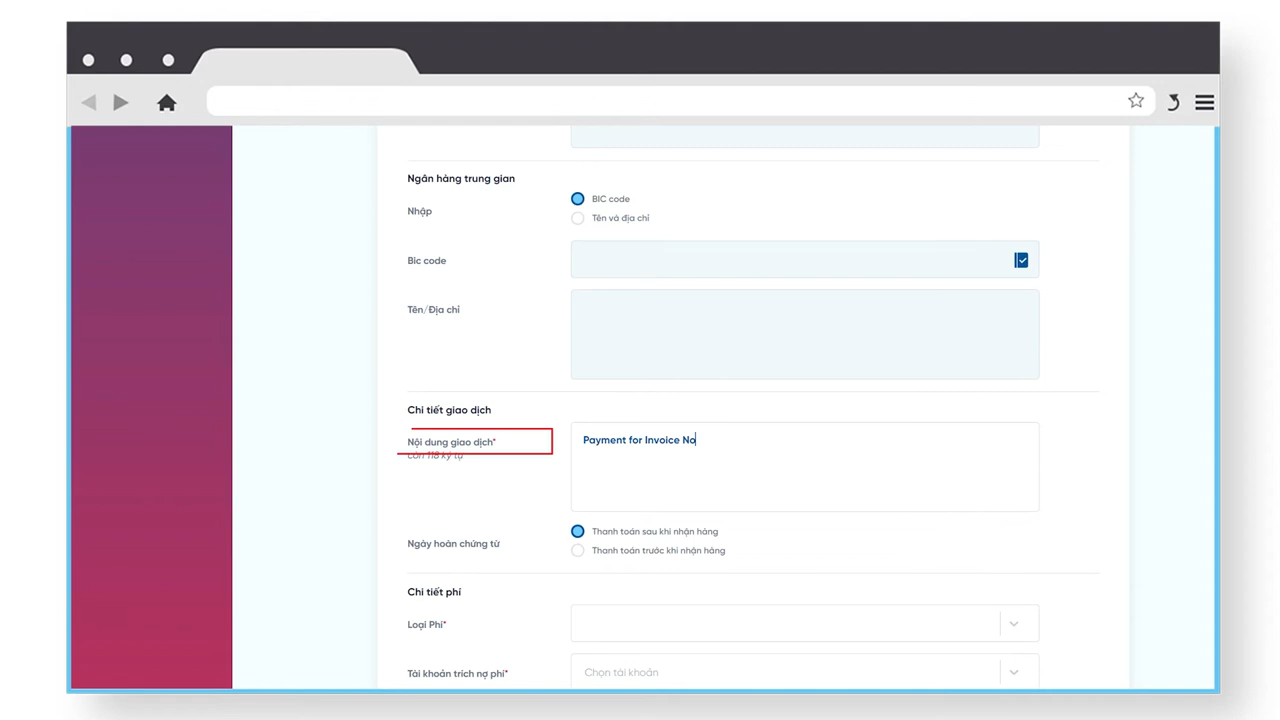 Ngân hàng trung gian
Nhập
BIC code
Tên và địa chỉ
Bic code
Tên/Địa chỉ
Chi tiết giao dịch
Nội dung giao dịch*
còn 118 ký tự
Payment for Invoice No
Ngày hoàn chứng từ
Thanh toán sau khi nhận hàng
Thanh toán trước khi nhận hàng
Chi tiết phí
Loại Phí*
Tài khoản trích nợ phí*
Chọn tài khoản